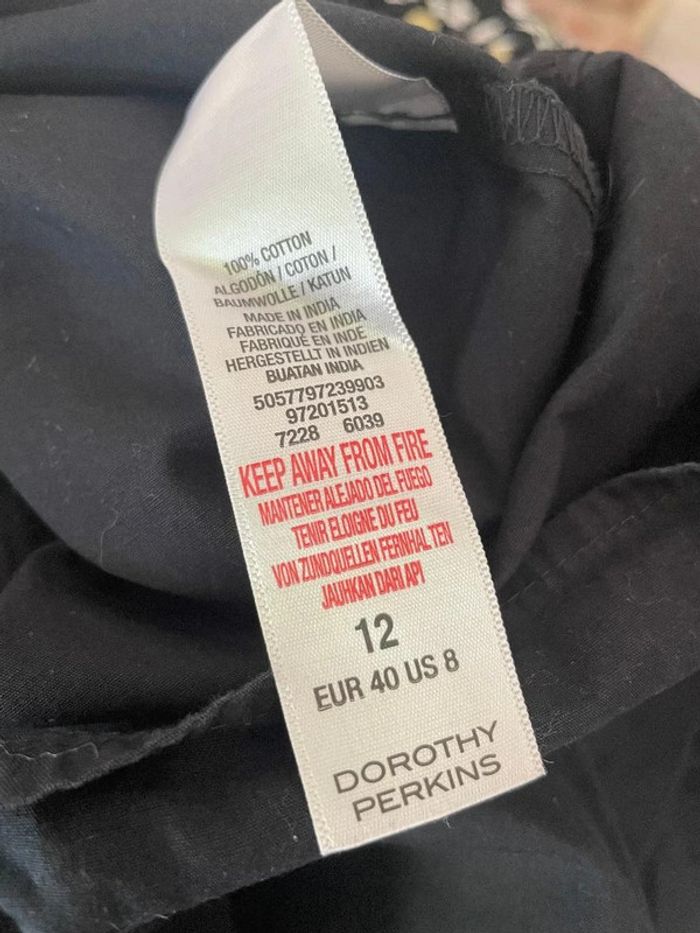 100% COTTON
ALGODÓN / COTON /
BAUMWOLLE / KATUN
MADE IN INDIA
FABRICADO EN INDIA
FABRIQUÉ EN INDE
HERGESTELLT IN INDIEN
BUATAN INDIA
5057797239903
97201513
7228 6039
KEEP AWAY FROM FIRE
MANTENER ALEJADO DEL FUEGO
TENIR ELOIGNE DU FEU
VON ZUNDQUELLEN FERNHALTEN
JAUHKAN DARI API
12
EUR 40 US 8
DOROTHY
PERKINS